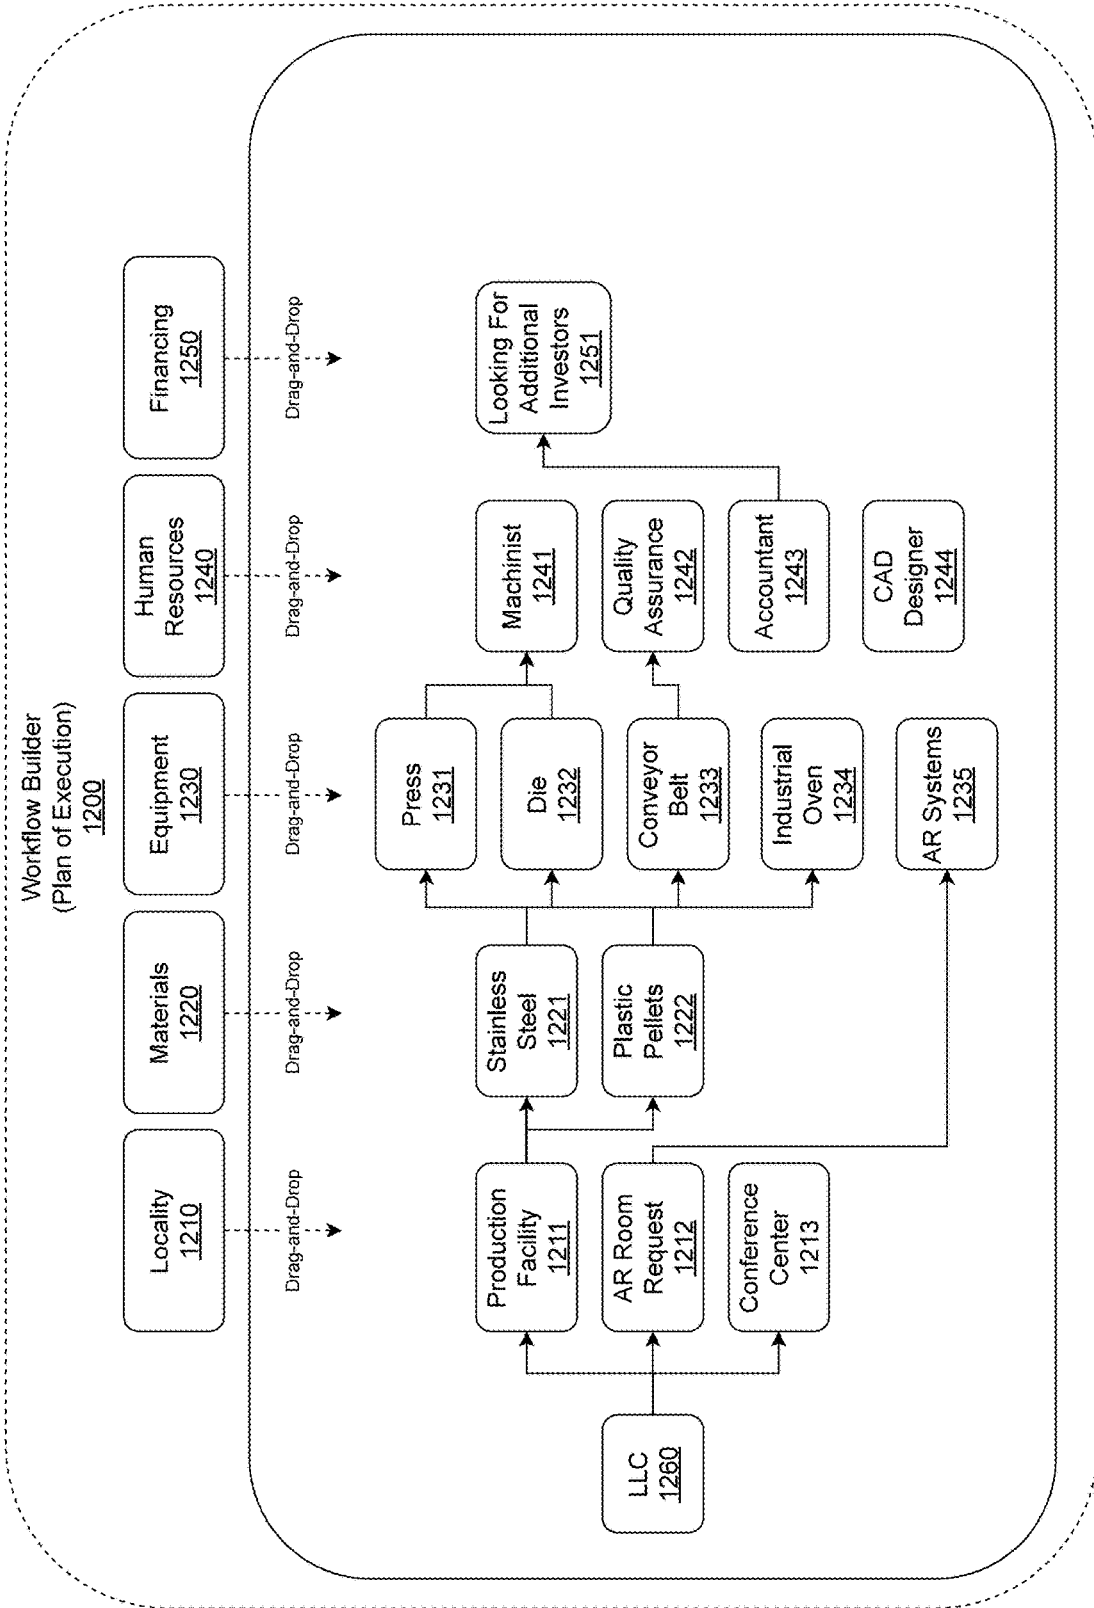 Workflow Builder
(Plan of Execution)
1200
Locality
1210
Materials
1220
Equipment
1230
Human
Resources
1240
Financing
1250
Drag-and-Drop
Drag-and-Drop
Drag-and-Drop
Drag-and-Drop
Drag-and-Drop
LLC
1260
Production
Facility
1211
AR Room
Request
1212
Conference
Center
1213
Stainless
Steel
1221
Plastic
Pellets
1222
Press
1231
Die
1232
Conveyor
Belt
1233
Industrial
Oven
1234
AR Systems
1235
Machinist
1241
Quality
Assurance
1242
Accountant
1243
CAD
Designer
1244
Looking For
Additional
Investors
1251